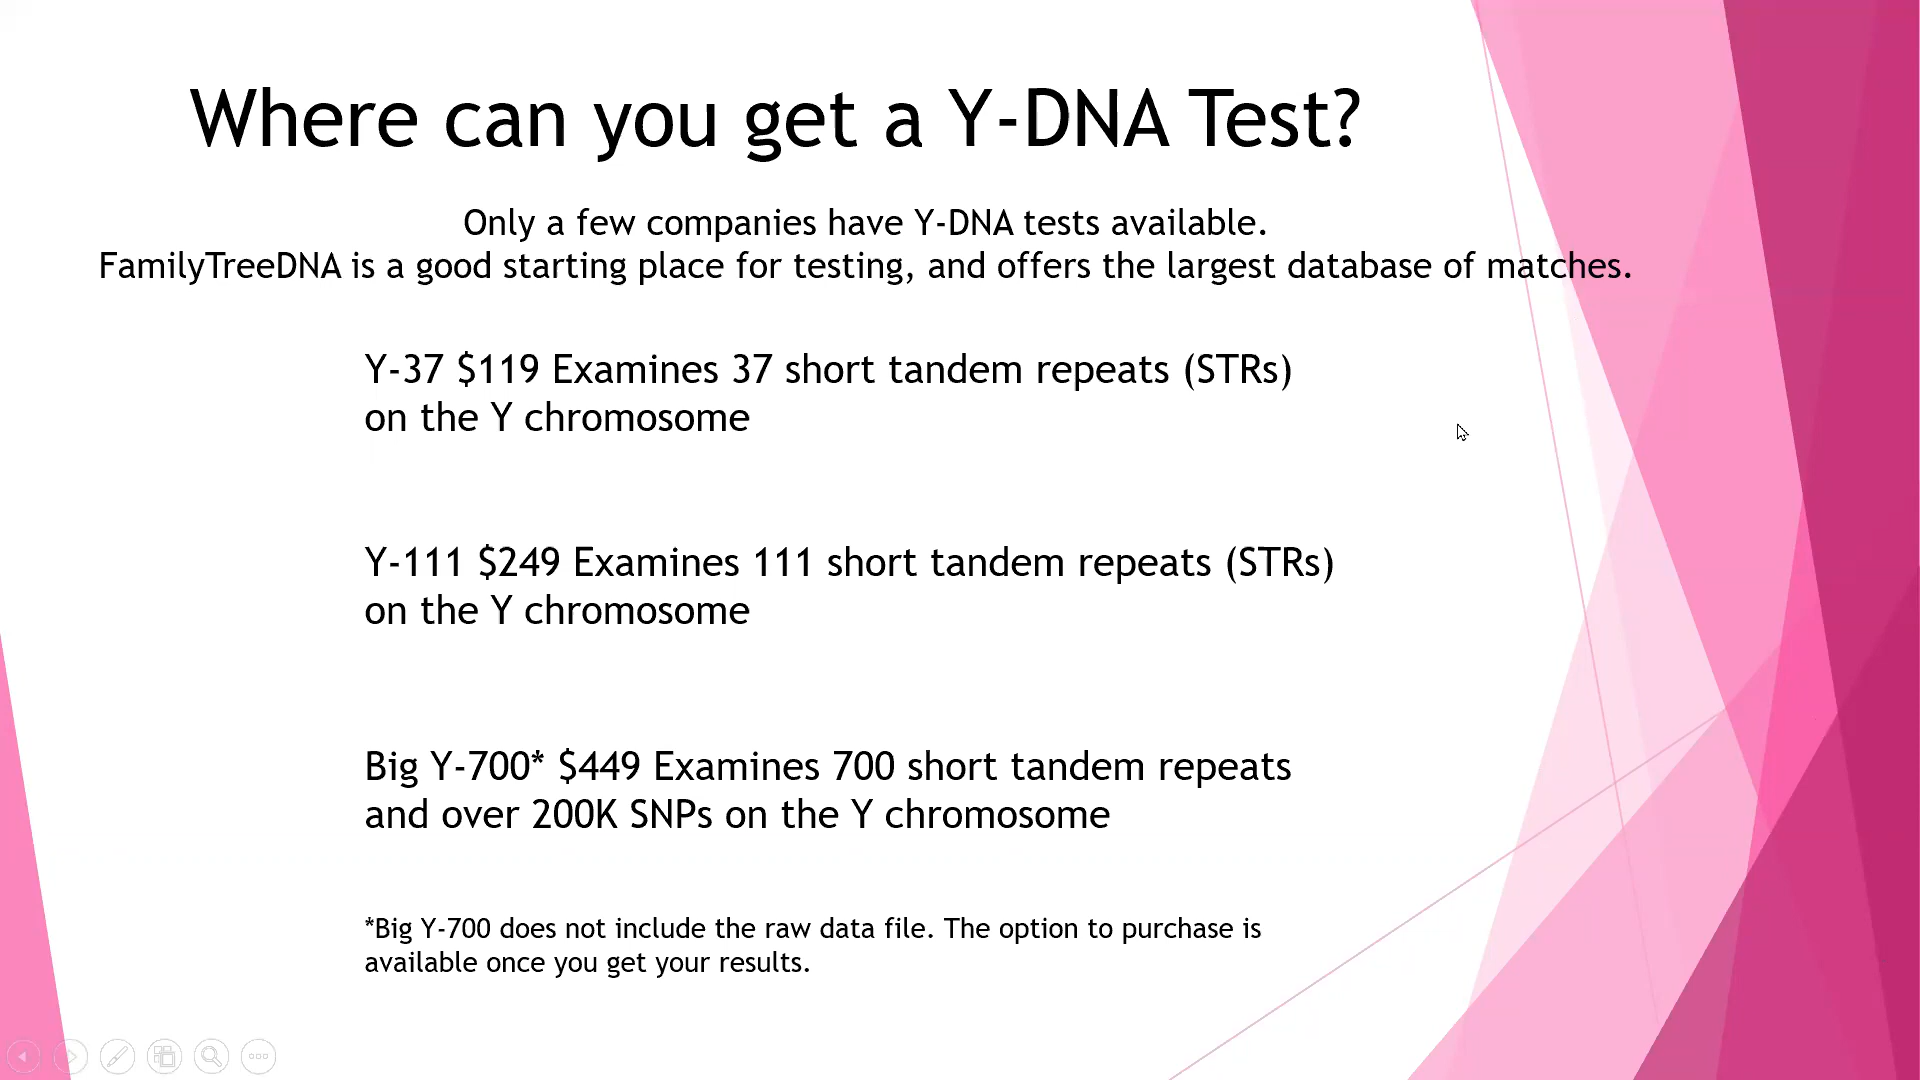 Where can you get a Y-DNA Test?
Only a few companies have Y-DNA tests available.
FamilyTreeDNA is a good starting place for testing, and offers the largest database of matches.
Y-37 $119 Examines 37 short tandem repeats (STRs)
on the Y chromosome
Y-111 $249 Examines 111 short tandem repeats (STRs)
on the Y chromosome
Big Y-700* $449 Examines 700 short tandem repeats
and over 200K SNPs on the Y chromosome
*Big Y-700 does not include the raw data file. The option to purchase is
available once you get your results.